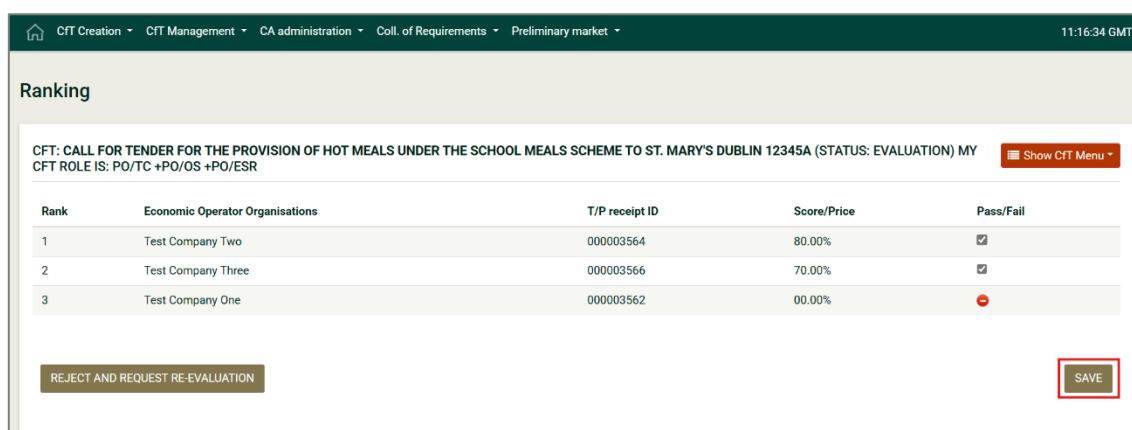 CfT Creation CfT Management CA administration Coll. of Requirements Preliminary market 11:16:34 GMT
Ranking
CFT: CALL FOR TENDER FOR THE PROVISION OF HOT MEALS UNDER THE SCHOOL MEALS SCHEME TO ST. MARY'S DUBLIN 12345A (STATUS: EVALUATION) MY
CFT ROLE IS: PO/TC +PO/OS +PO/ESR
Show CfT Menu
Rank Economic Operator Organisations T/P receipt ID Score/Price Pass/Fail
1 Test Company Two 000003564 80.00%
2 Test Company Three 000003566 70.00%
3 Test Company One 000003562 00.00%
REJECT AND REQUEST RE-EVALUATION SAVE